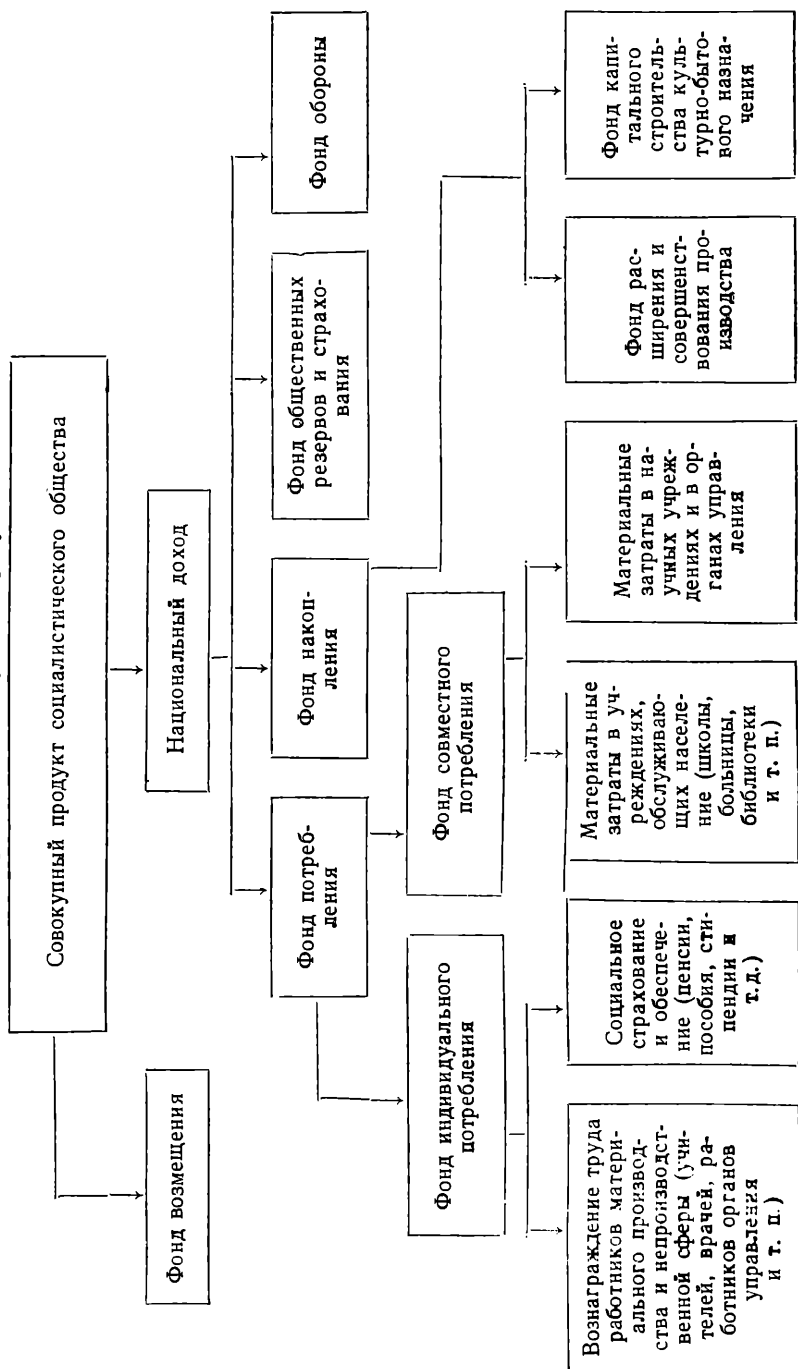 Совокупный продукт социалистического общества
Фонд возмещения
Национальный доход
Фонд потреб-
ления
Фонд накоп-
ления
Фонд общественных
резервов и страхо-
вания
Фонд обороны
Фонд индивидуального
потребления
Фонд совместного
потребления
Вознаграждение труда
работников матери-
ального производ-
ства и непроизводст-
венной сферы (учи-
телей, врачей, ра-
ботников органов
управления
и т. п.)
Социальное
страхование
и обеспече-
ние (пенсии,
пособия, сти-
пендии и
т.д.)
Материальные
затраты в уч-
реждениях,
обслуживаю-
щих населе-
ние (школы,
больницы,
библиотеки
и т. п.)
Материальные
затраты в на-
учных учреж-
дениях и в ор-
ганах управ-
ления
Фонд рас-
ширения и
совершенст-
вования про-
изводства
Фонд капи-
тального
строитель-
ства куль-
турно-быто-
вого назна-
чения